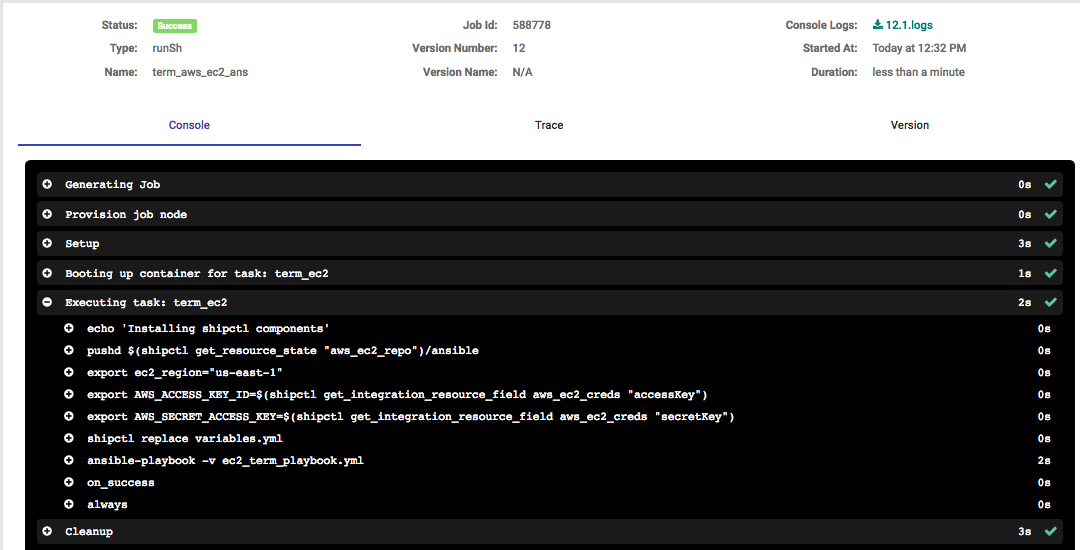 Status: Success Job Id: 588778 Console Logs: 12.1.logs
Type: runSh Version Number: 12 Started At: Today at 12:32 PM
Name: term_aws_ec2_ans Version Name: N/A Duration: less than a minute
Console Trace Version
Generating Job 0s
Provision job node 0s
Setup 3s
Booting up container for task: term_ec2 1s
Executing task: term_ec2 2s
echo 'Installing shipctl components' 0s
pushd $(shipctl get_resource_state "aws_ec2_repo")/ansible 0s
export ec2_region="us-east-1" 0s
export AWS_ACCESS_KEY_ID=$(shipctl get_integration_resource_field aws_ec2_creds "accessKey") 0s
export AWS_SECRET_ACCESS_KEY=$(shipctl get_integration_resource_field aws_ec2_creds "secretKey") 0s
shipctl replace variables.yml 0s
ansible-playbook -v ec2_term_playbook.yml 2s
on_success 0s
always 0s
Cleanup 3s